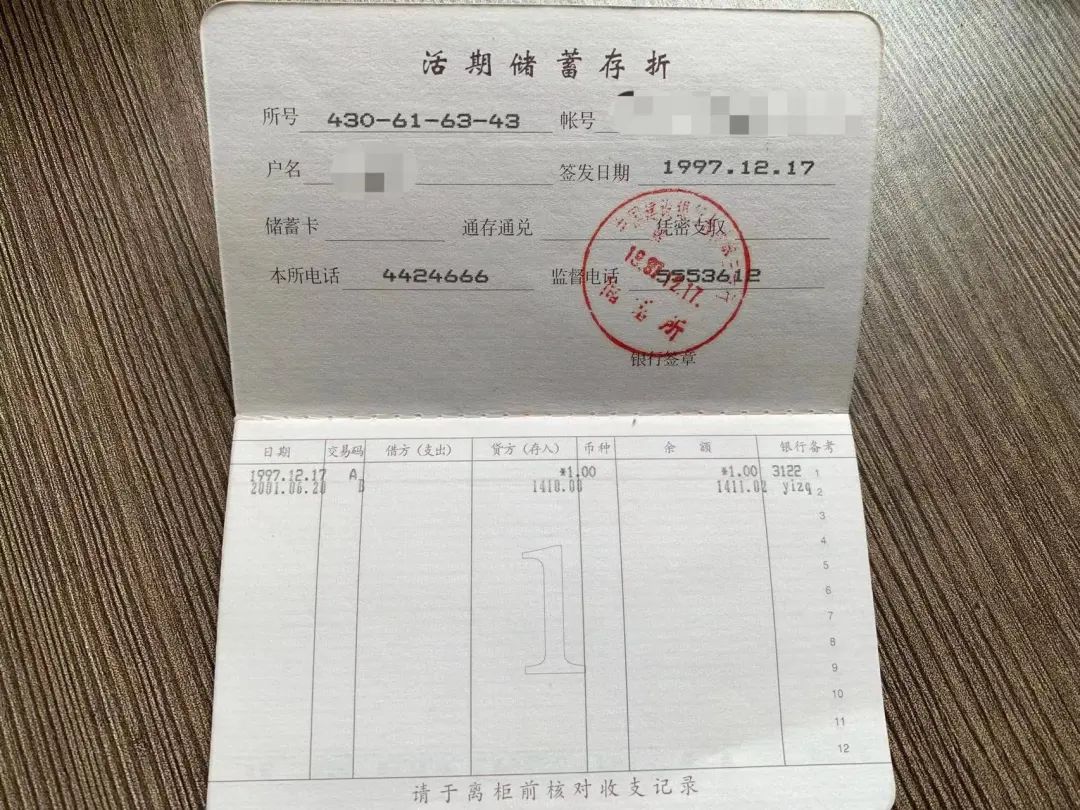 活期储蓄存折
所号 430-61-63-43 帐号
户名 签发日期 1997.12.17
储蓄卡 通存通兑 凭密支取
本所电话 4424666 监督电话 5553612
银行签章
日期 交易码 借方(支出) 贷方(存入) 币种 余额 银行备考
1997.12.17 A *1.00 *1.00 3122 1
2001.06.20 B 1410.00 1411.02 yizq 2
3
4
5
6
7
8
9
10
11
12
1
请于离柜前核对收支记录